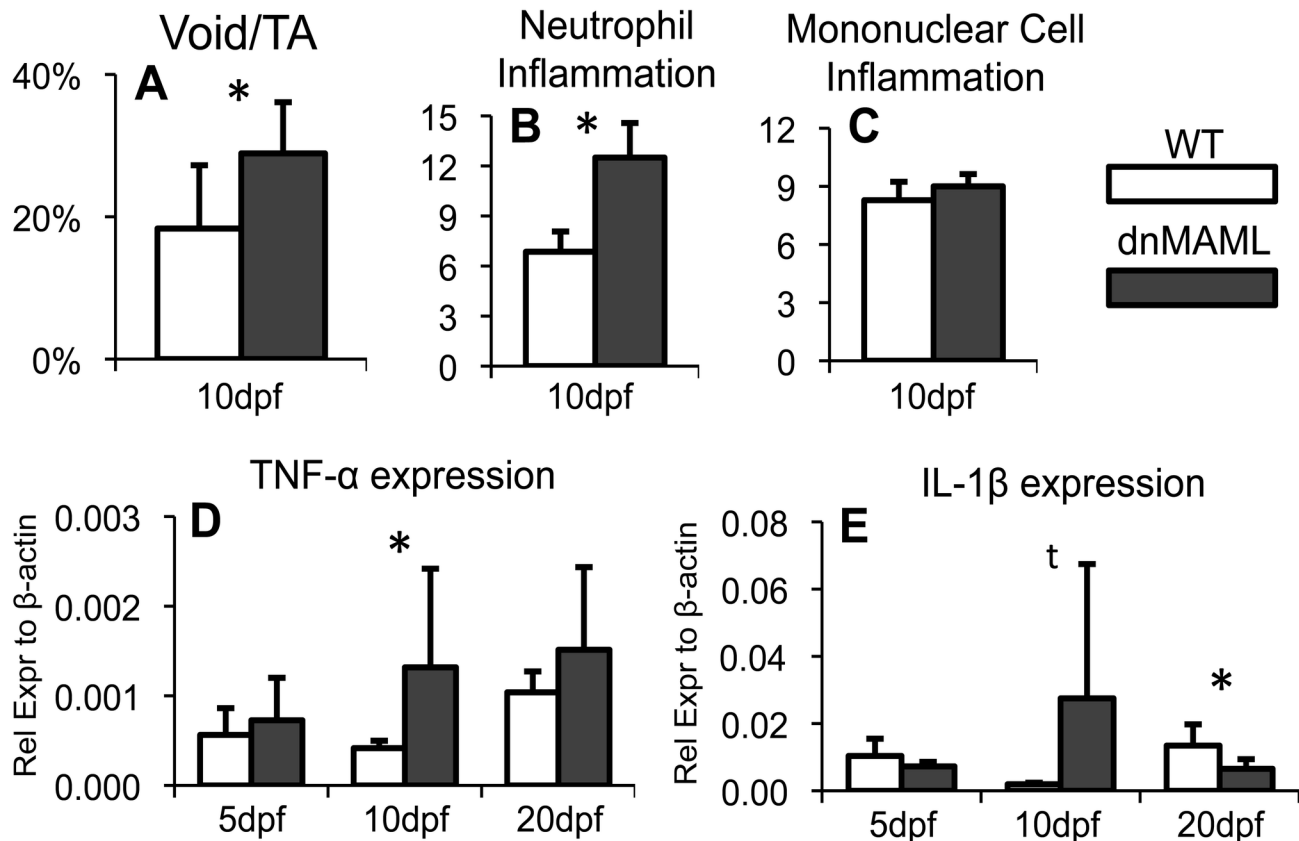 Void/TA
A
*
40%
20%
0%
10dpf
Neutrophil
Inflammation
B
*
15
12
9
6
3
0
10dpf
Mononuclear Cell
Inflammation
C
12
9
6
3
0
10dpf
WT
dnMAML
TNF-α expression
D
Rel Expr to β-actin
0.003
0.002
0.001
0.000
*
5dpf
10dpf
20dpf
IL-1β expression
E
Rel Expr to β-actin
0.08
0.06
0.04
0.02
0.00
t
*
5dpf
10dpf
20dpf